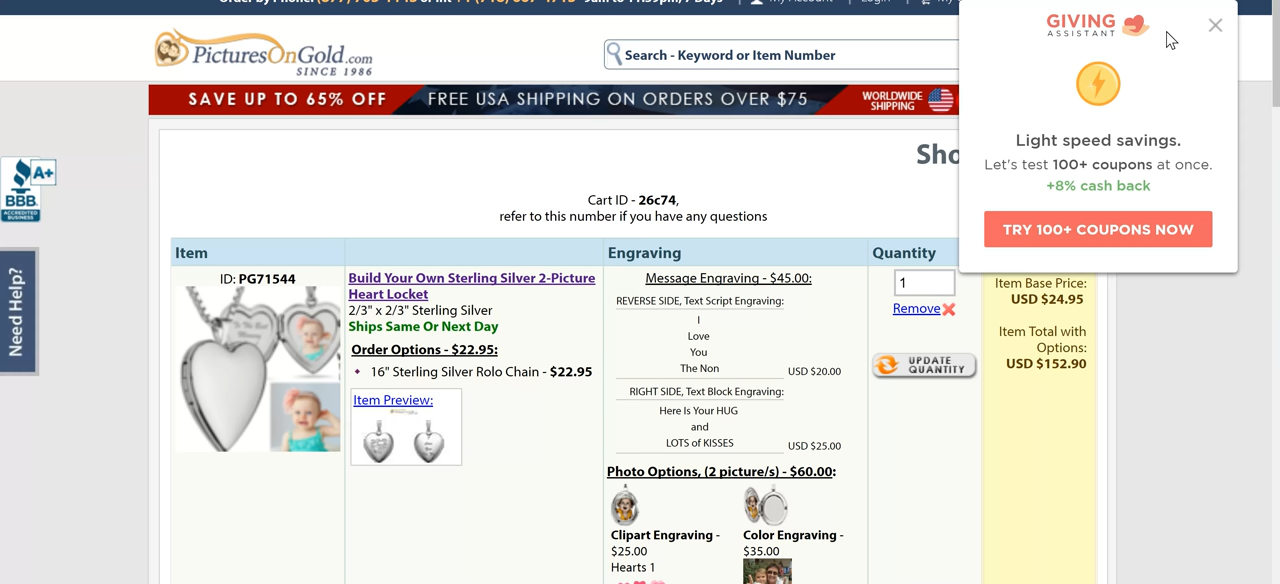 My Account
Login
PicturesOnGold.com
SINCE 1986
Search - Keyword or Item Number
GIVING
ASSISTANT
Light speed savings.
Let's test 100+ coupons at once.
+8% cash back
TRY 100+ COUPONS NOW
SAVE UP TO 65% OFF
FREE USA SHIPPING ON ORDERS OVER $75
WORLDWIDE
SHIPPING
A+
BBB.
ACCREDITED
BUSINESS
Need Help?
Sho
Cart ID - 26c74,
refer to this number if you have any questions
Item
Engraving
Quantity
ID: PG71544
Build Your Own Sterling Silver 2-Picture
Heart Locket
2/3" x 2/3" Sterling Silver
Ships Same Or Next Day
Order Options - $22.95:
16" Sterling Silver Rolo Chain - $22.95
Item Preview:
Message Engraving - $45.00:
REVERSE SIDE, Text Script Engraving:
I
Love
You
The Non
USD $20.00
RIGHT SIDE, Text Block Engraving:
Here Is Your HUG
and
LOTS of KISSES
USD $25.00
Photo Options, (2 picture/s) - $60.00:
Clipart Engraving -
$25.00
Hearts 1
Color Engraving -
$35.00
1
Remove
UPDATE
QUANTITY
Item Base Price:
USD $24.95
Item Total with
Options:
USD $152.90